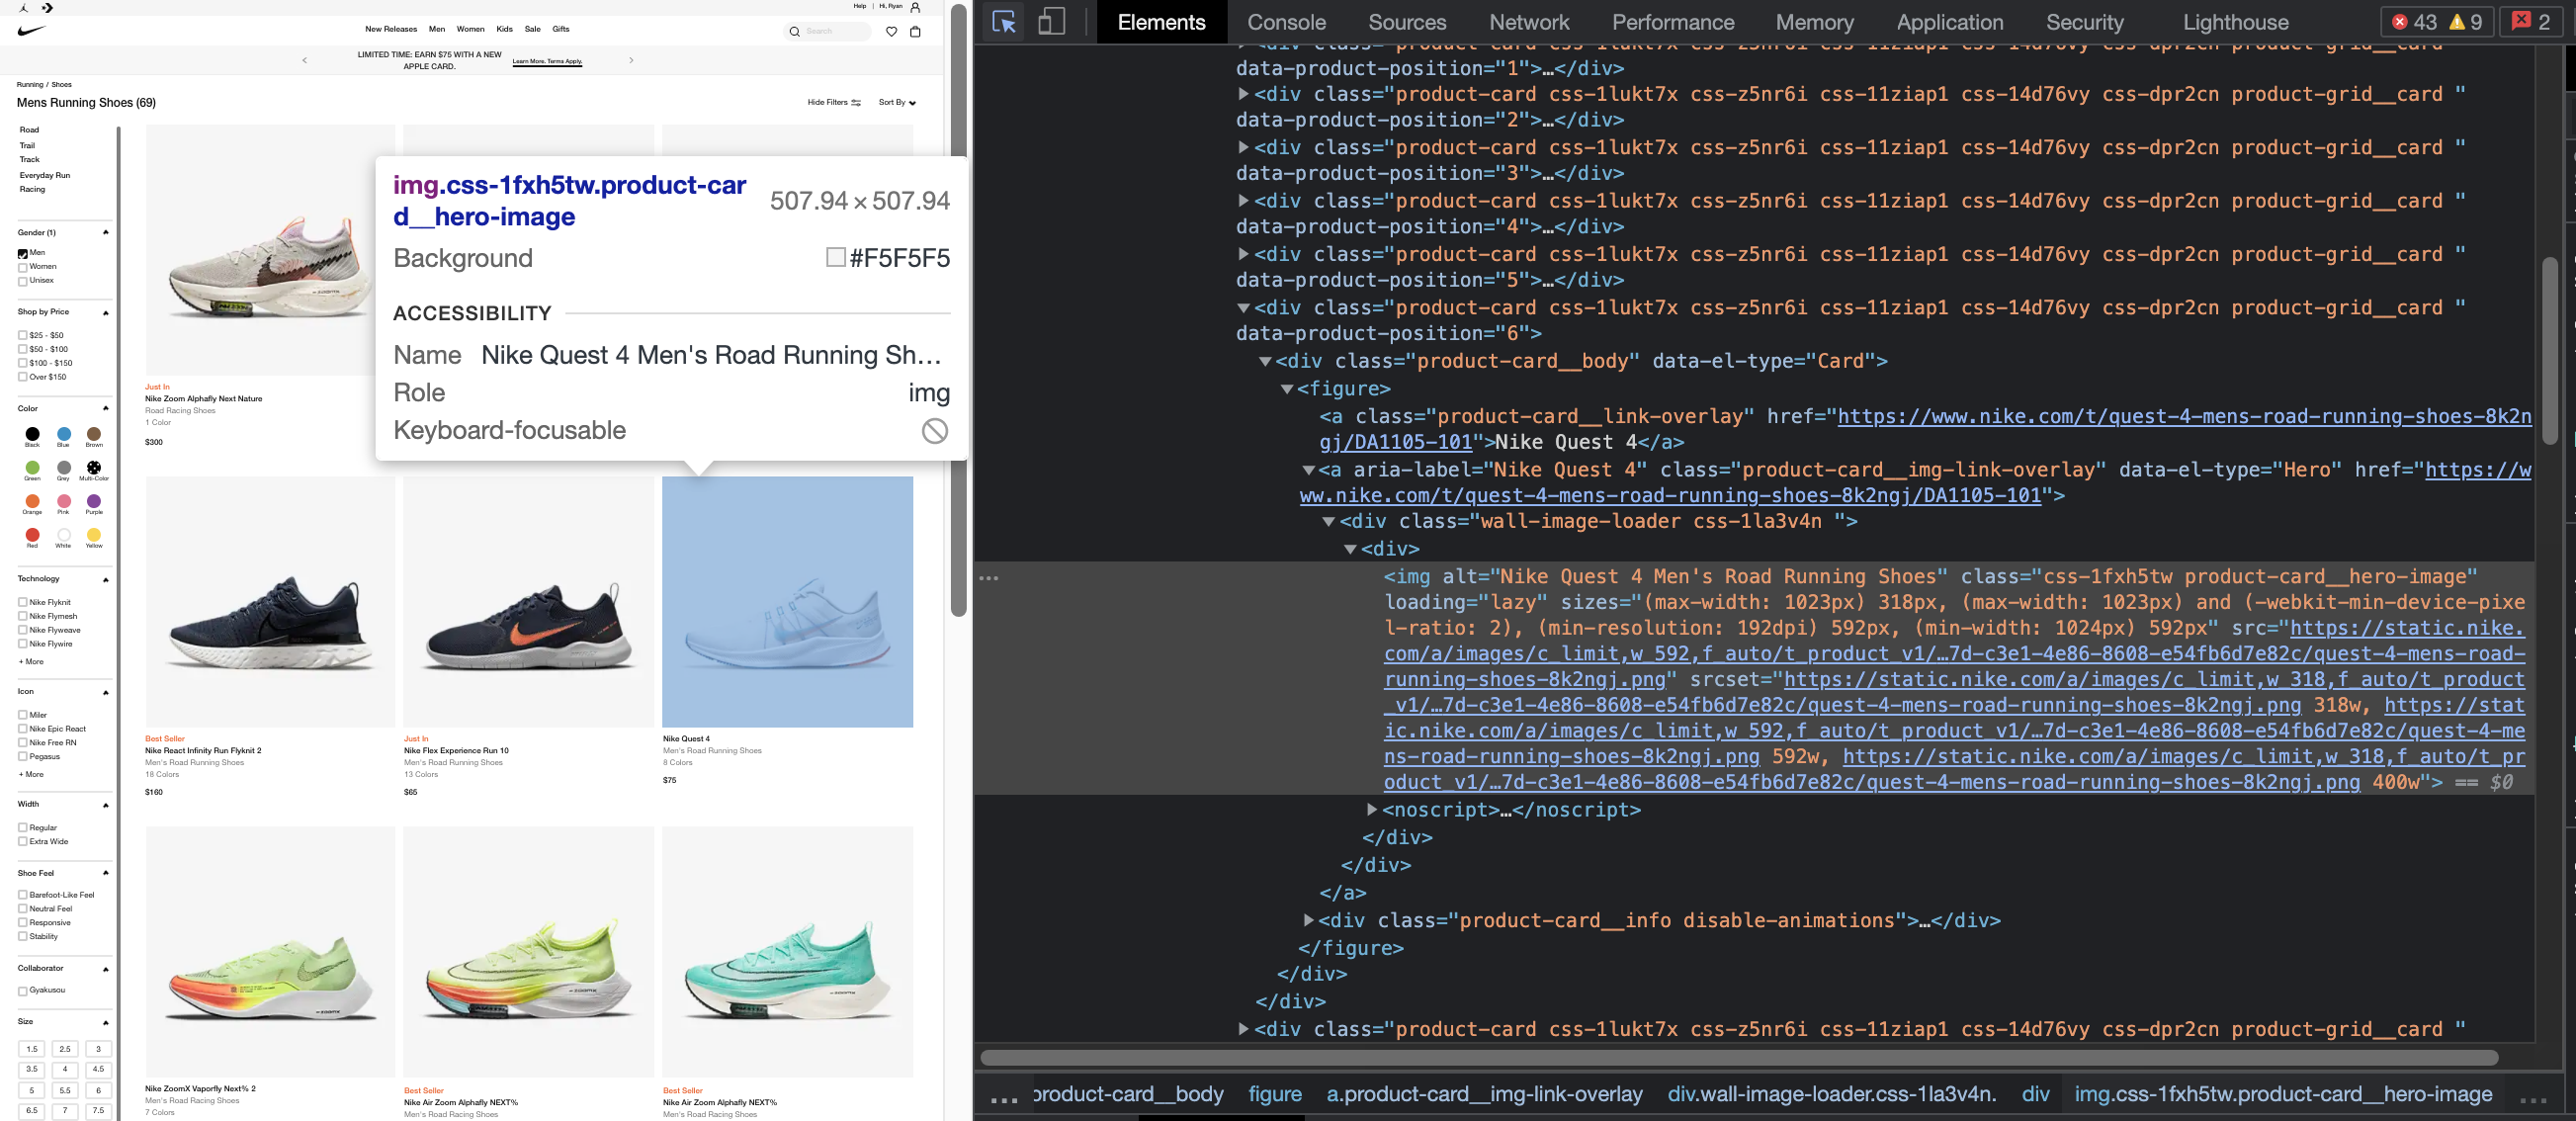 Help | Hi, Ryan
New Releases Men Women Kids Sale Gifts
Search
LIMITED TIME: EARN $75 WITH A NEW
APPLE CARD.
Learn More. Terms Apply.
Running / Shoes
Mens Running Shoes (69)
Hide Filters
Sort By
Road
Trail
Track
Everyday Run
Racing
Gender (1)
Men
Women
Unisex
Shop by Price
$25 - $50
$50 - $100
$100 - $150
Over $150
Color
Black Blue Brown
Green Grey Multi-Color
Orange Pink Purple
Red White Yellow
Technology
Nike Flyknit
Nike Flymesh
Nike Flyweave
Nike Flywire
+ More
Icon
Miler
Nike Epic React
Nike Free RN
Pegasus
+ More
Width
Regular
Extra Wide
Shoe Feel
Barefoot-Like Feel
Neutral Feel
Responsive
Stability
Collaborator
Gyakusou
Size
1.5 2.5 3
3.5 4 4.5
5 5.5 6
6.5 7 7.5
Just In
Nike Zoom Alphafly Next Nature
Road Racing Shoes
1 Color
$300
img.css-1fxh5tw.product-car
d__hero-image
507.94 × 507.94
Background #F5F5F5
ACCESSIBILITY
Name Nike Quest 4 Men's Road Running Sh…
Role img
Keyboard-focusable
Best Seller
Nike React Infinity Run Flyknit 2
Men's Road Running Shoes
18 Colors
$160
Just In
Nike Flex Experience Run 10
Men's Road Running Shoes
13 Colors
$65
Nike Quest 4
Men's Road Running Shoes
8 Colors
$75
Nike ZoomX Vaporfly Next% 2
Men's Road Racing Shoes
7 Colors
Best Seller
Nike Air Zoom Alphafly NEXT%
Men's Road Racing Shoes
Best Seller
Nike Air Zoom Alphafly NEXT%
Men's Road Racing Shoes
Elements Console Sources Network Performance Memory Application Security Lighthouse 43 9 2
<div class="product-card css-1lukt7x css-z5nr6i css-11ziap1 css-14d76vy css-dpr2cn product-grid__card "
data-product-position="1">…</div>
<div class="product-card css-1lukt7x css-z5nr6i css-11ziap1 css-14d76vy css-dpr2cn product-grid__card "
data-product-position="2">…</div>
<div class="product-card css-1lukt7x css-z5nr6i css-11ziap1 css-14d76vy css-dpr2cn product-grid__card "
data-product-position="3">…</div>
<div class="product-card css-1lukt7x css-z5nr6i css-11ziap1 css-14d76vy css-dpr2cn product-grid__card "
data-product-position="4">…</div>
<div class="product-card css-1lukt7x css-z5nr6i css-11ziap1 css-14d76vy css-dpr2cn product-grid__card "
data-product-position="5">…</div>
<div class="product-card css-1lukt7x css-z5nr6i css-11ziap1 css-14d76vy css-dpr2cn product-grid__card "
data-product-position="6">
<div class="product-card__body" data-el-type="Card">
<figure>
<a class="product-card__link-overlay" href="https://www.nike.com/t/quest-4-mens-road-running-shoes-8k2n
gj/DA1105-101">Nike Quest 4</a>
<a aria-label="Nike Quest 4" class="product-card__img-link-overlay" data-el-type="Hero" href="https://w
ww.nike.com/t/quest-4-mens-road-running-shoes-8k2ngj/DA1105-101">
<div class="wall-image-loader css-1la3v4n ">
<div>
<img alt="Nike Quest 4 Men's Road Running Shoes" class="css-1fxh5tw product-card__hero-image"
loading="lazy" sizes="(max-width: 1023px) 318px, (max-width: 1023px) and (-webkit-min-device-pixe
l-ratio: 2), (min-resolution: 192dpi) 592px, (min-width: 1024px) 592px" src="https://static.nike.
com/a/images/c_limit,w_592,f_auto/t_product_v1/…7d-c3e1-4e86-8608-e54fb6d7e82c/quest-4-mens-road-
running-shoes-8k2ngj.png" srcset="https://static.nike.com/a/images/c_limit,w_318,f_auto/t_product
_v1/…7d-c3e1-4e86-8608-e54fb6d7e82c/quest-4-mens-road-running-shoes-8k2ngj.png 318w, https://stat
ic.nike.com/a/images/c_limit,w_592,f_auto/t_product_v1/…7d-c3e1-4e86-8608-e54fb6d7e82c/quest-4-me
ns-road-running-shoes-8k2ngj.png 592w, https://static.nike.com/a/images/c_limit,w_318,f_auto/t_pr
oduct_v1/…7d-c3e1-4e86-8608-e54fb6d7e82c/quest-4-mens-road-running-shoes-8k2ngj.png 400w"> == $0
<noscript>…</noscript>
</div>
</div>
</a>
<div class="product-card__info disable-animations">…</div>
</figure>
</div>
</div>
<div class="product-card css-1lukt7x css-z5nr6i css-11ziap1 css-14d76vy css-dpr2cn product-grid__card "
… product-card__body figure a.product-card__img-link-overlay div.wall-image-loader.css-1la3v4n. div img.css-1fxh5tw.product-card__hero-image …